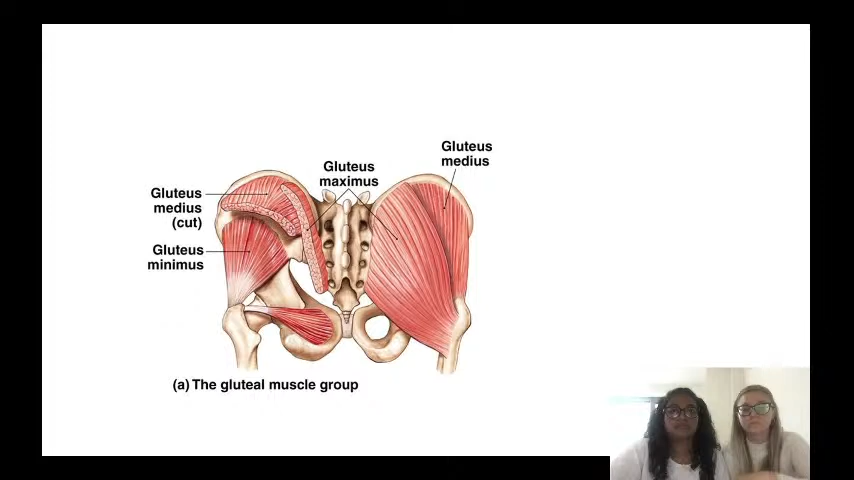 Gluteus
medius
Gluteus
maximus
Gluteus
medius
(cut)
Gluteus
minimus
(a) The gluteal muscle group